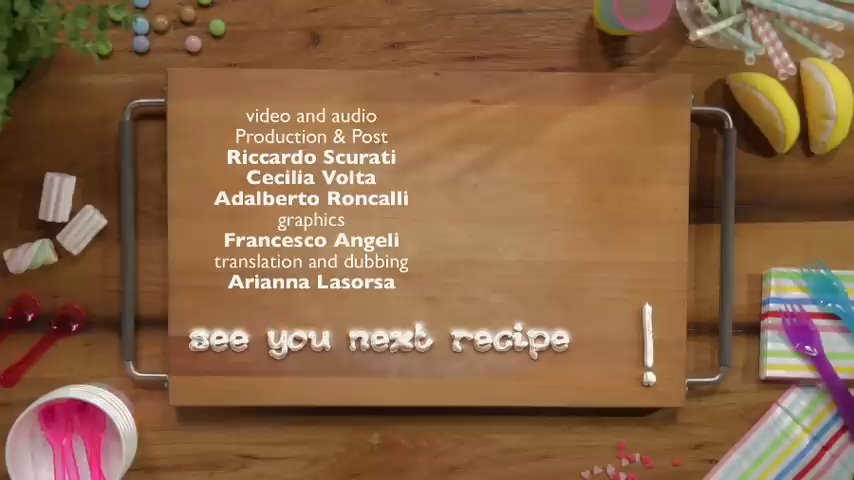 video and audio
Production & Post
Riccardo Scurati
Cecilia Volta
Adalberto Roncalli
graphics
Francesco Angeli
translation and dubbing
Arianna Lasorsa
see you next recipe !